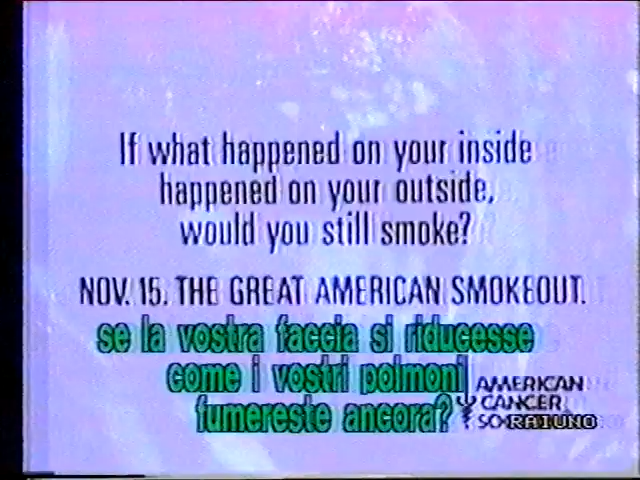 If what happened on your inside
happened on your outside,
would you still smoke?
NOV. 15. THE GREAT AMERICAN SMOKEOUT.
se la vostra faccia si riducesse
come i vostri polmoni
fumereste ancora?
AMERICAN
CANCER
RAIUNO